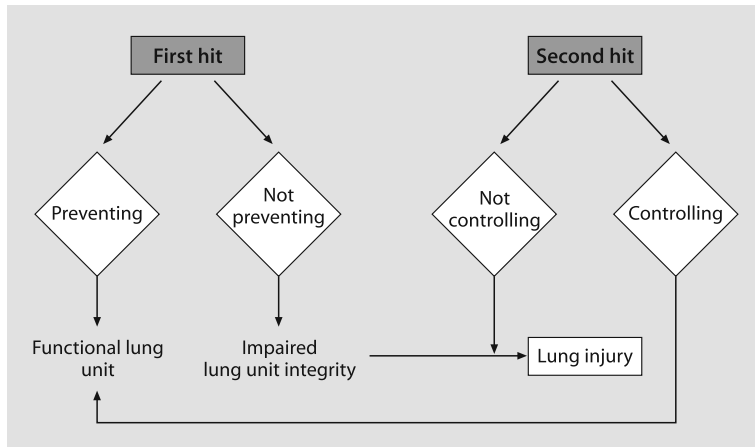 First hit
Second hit
Preventing
Not
preventing
Not
controlling
Controlling
Functional lung
unit
Impaired
lung unit integrity
Lung injury